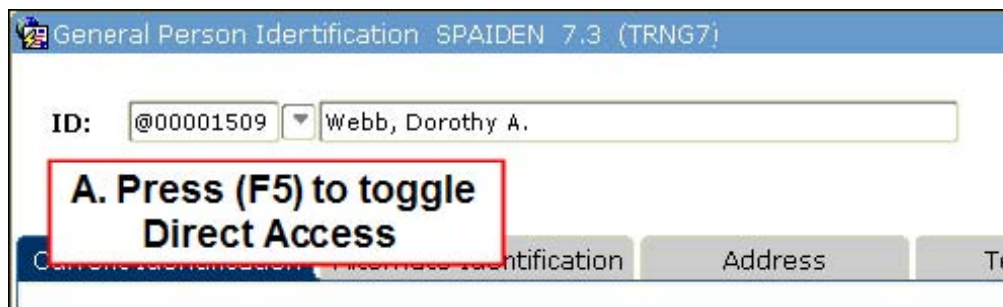 General Person Idertification SPAIDEN 7.3 (TRNG7)
ID: @00001509 Webb, Dorothy A.
A. Press (F5) to toggle
Direct Access
Address